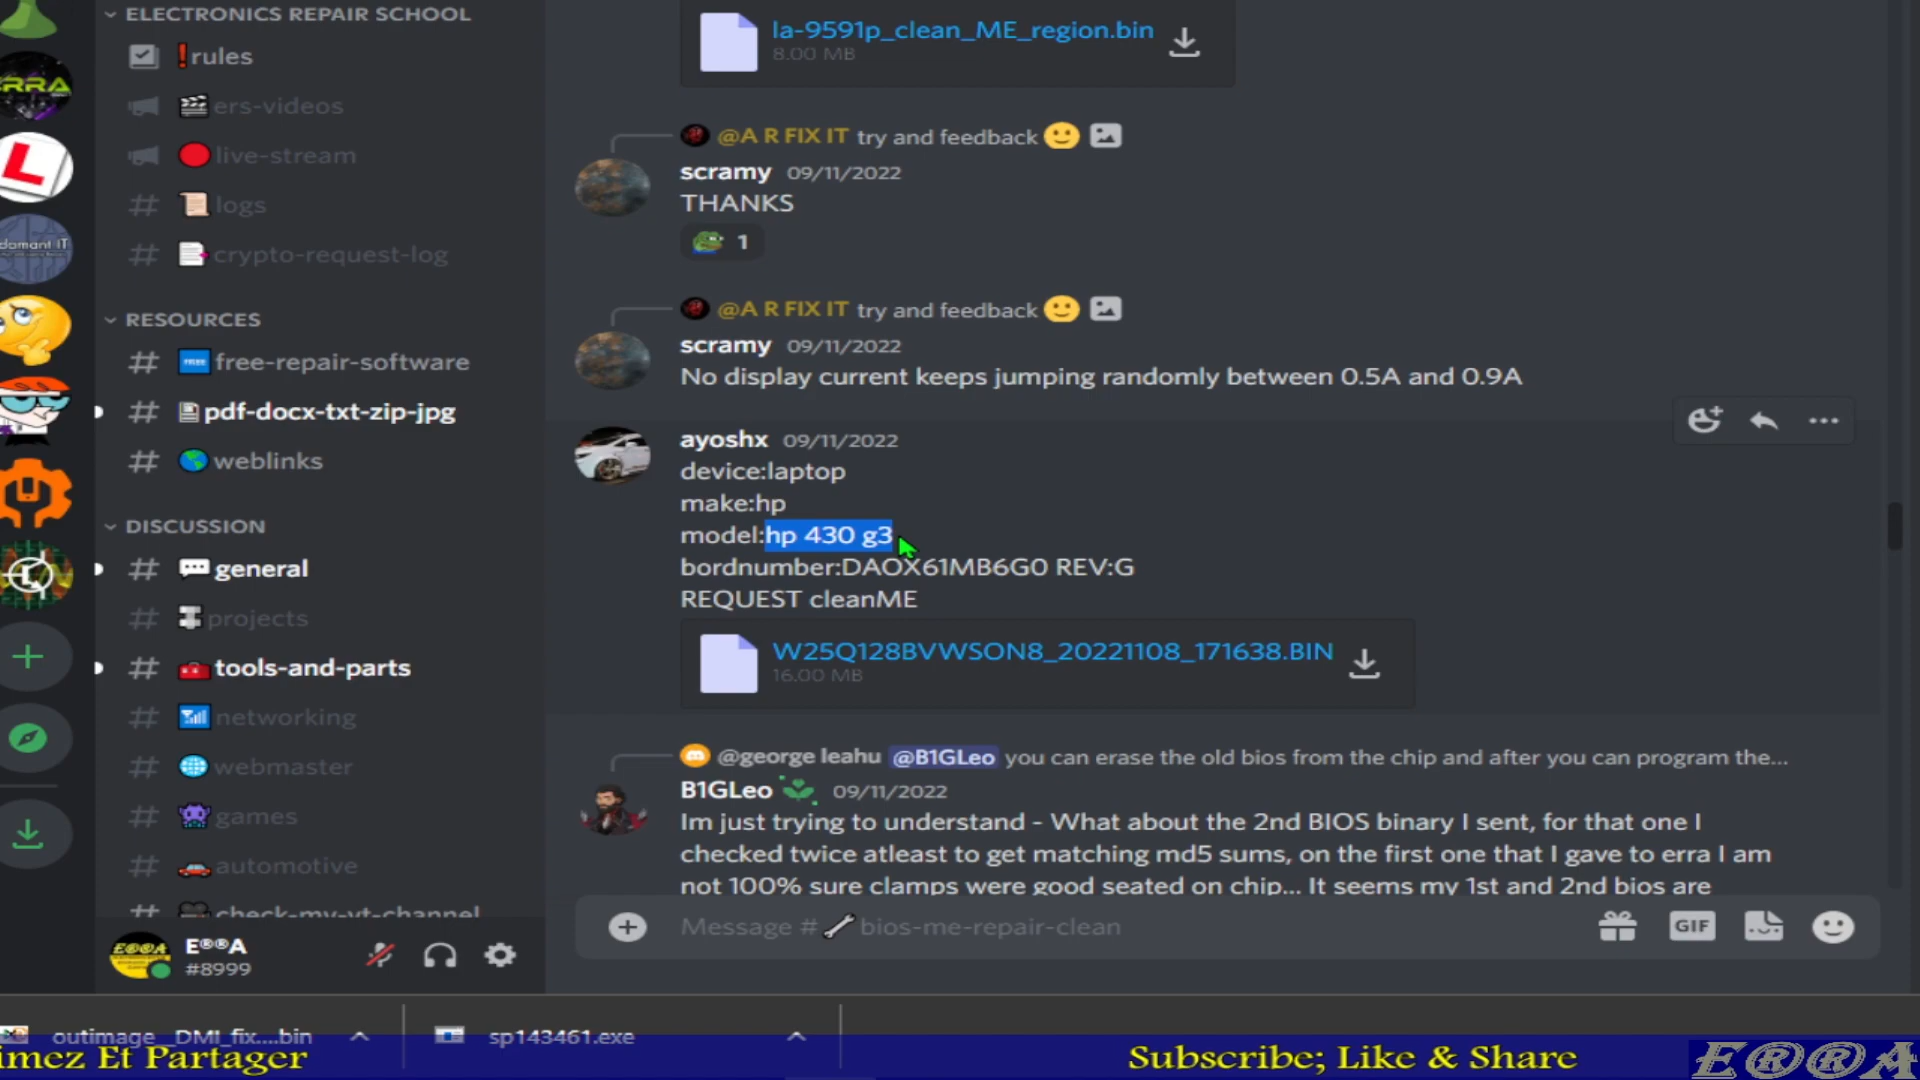 ELECTRONICS REPAIR SCHOOL
rules
ers-videos
live-stream
logs
crypto-request-log
RESOURCES
free-repair-software
pdf-docx-txt-zip-jpg
weblinks
DISCUSSION
general
projects
tools-and-parts
networking
webmaster
games
automotive
check-my-yt-channel
E®®A
#8999
la-9591p_clean_ME_region.bin
8.00 MB
@A R FIX IT try and feedback
scramy 09/11/2022
THANKS
1
@A R FIX IT try and feedback
scramy 09/11/2022
No display current keeps jumping randomly between 0.5A and 0.9A
ayoshx 09/11/2022
device:laptop
make:hp
model:hp 430 g3
bordnumber:DAOX61MB6G0 REV:G
REQUEST cleanME
W25Q128BVWSON8_20221108_171638.BIN
16.00 MB
@george leahu @B1GLeo you can erase the old bios from the chip and after you can program the...
B1GLeo 09/11/2022
Im just trying to understand - What about the 2nd BIOS binary I sent, for that one I
checked twice atleast to get matching md5 sums, on the first one that I gave to erra I am
not 100% sure clamps were good seated on chip... It seems my 1st and 2nd bios are
Message # bios-me-repair-clean
GIF
outimage__DMI_fix....bin
sp143461.exe
imez Et Partager
Subscribe; Like & Share
E®®A